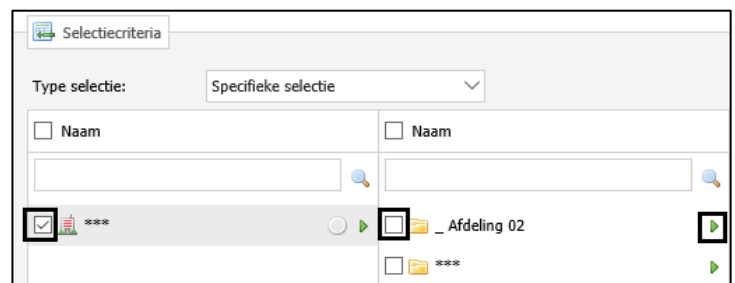 Selectiecriteria
Type selectie: Specifieke selectie
Naam Naam
*** _ Afdeling 02
***